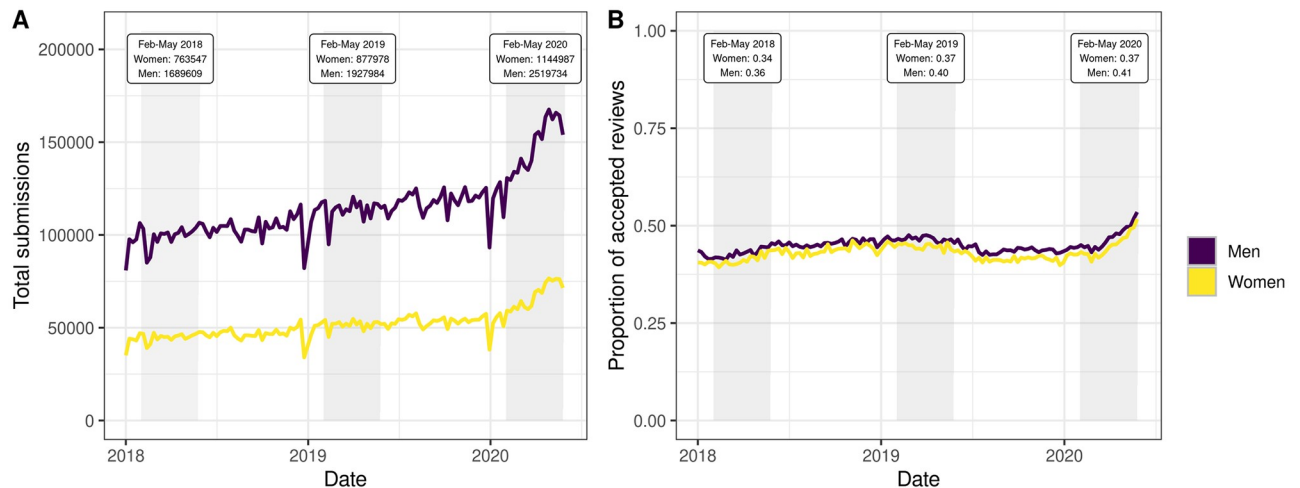 A
200000
150000
100000
50000
0
Total submissions
Feb-May 2018
Women: 763547
Men: 1689609
Feb-May 2019
Women: 877978
Men: 1927984
Feb-May 2020
Women: 1144987
Men: 2519734
2018
2019
2020
Date
B
1.00
0.75
0.50
0.25
0.00
Proportion of accepted reviews
Feb-May 2018
Women: 0.34
Men: 0.36
Feb-May 2019
Women: 0.37
Men: 0.40
Feb-May 2020
Women: 0.37
Men: 0.41
2018
2019
2020
Date
Men
Women